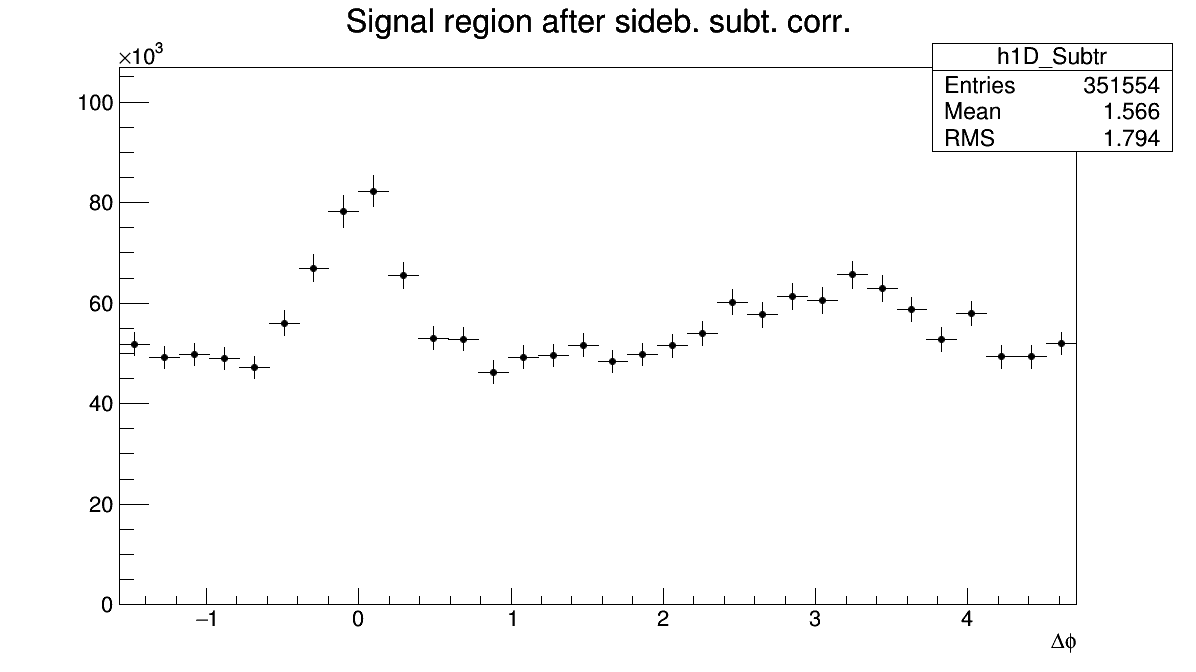 Signal region after sideb. subt. corr.
×10³
h1D_Subtr
Entries 351554
Mean 1.566
RMS 1.794
100
80
60
40
20
0
−1 0 1 2 3 4
Δϕ